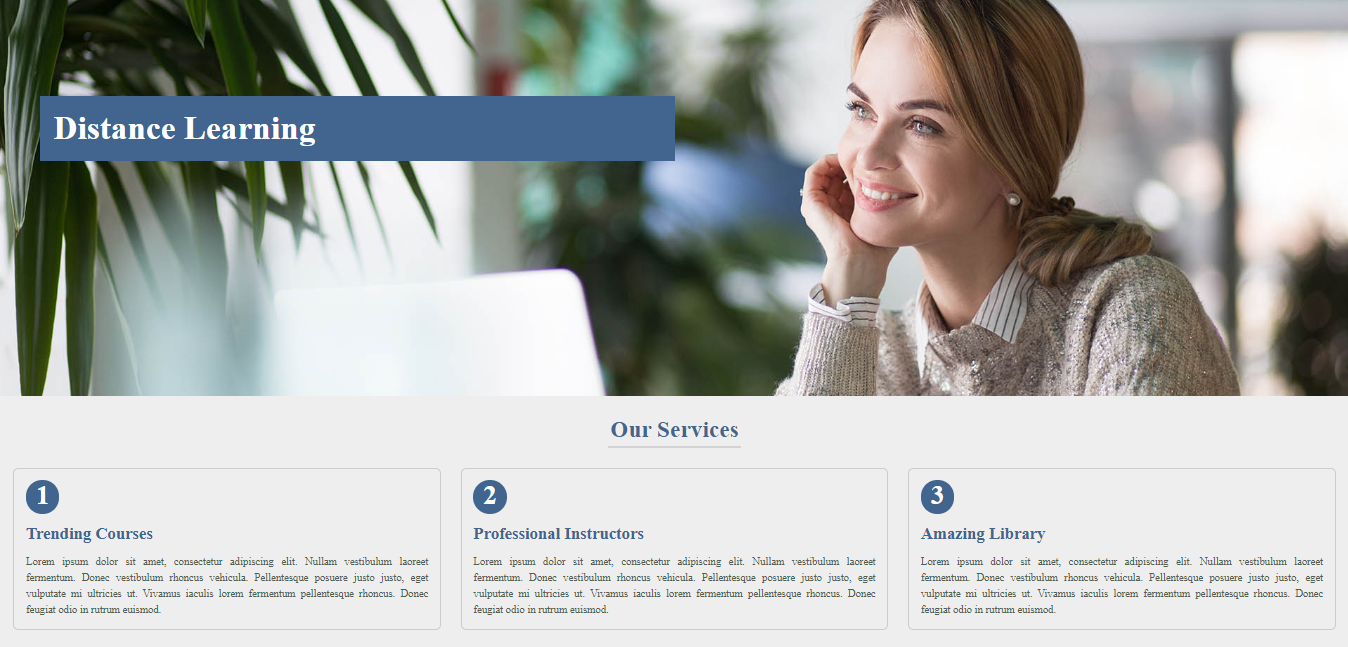 Distance Learning
Our Services
1
Trending Courses
Lorem ipsum dolor sit amet, consectetur adipiscing elit. Nullam vestibulum laoreet
fermentum. Donec vestibulum rhoncus vehicula. Pellentesque posuere justo justo, eget
vulputate mi ultricies ut. Vivamus iaculis lorem fermentum pellentesque rhoncus. Donec
feugiat odio in rutrum euismod.
2
Professional Instructors
Lorem ipsum dolor sit amet, consectetur adipiscing elit. Nullam vestibulum laoreet
fermentum. Donec vestibulum rhoncus vehicula. Pellentesque posuere justo justo, eget
vulputate mi ultricies ut. Vivamus iaculis lorem fermentum pellentesque rhoncus. Donec
feugiat odio in rutrum euismod.
3
Amazing Library
Lorem ipsum dolor sit amet, consectetur adipiscing elit. Nullam vestibulum laoreet
fermentum. Donec vestibulum rhoncus vehicula. Pellentesque posuere justo justo, eget
vulputate mi ultricies ut. Vivamus iaculis lorem fermentum pellentesque rhoncus. Donec
feugiat odio in rutrum euismod.